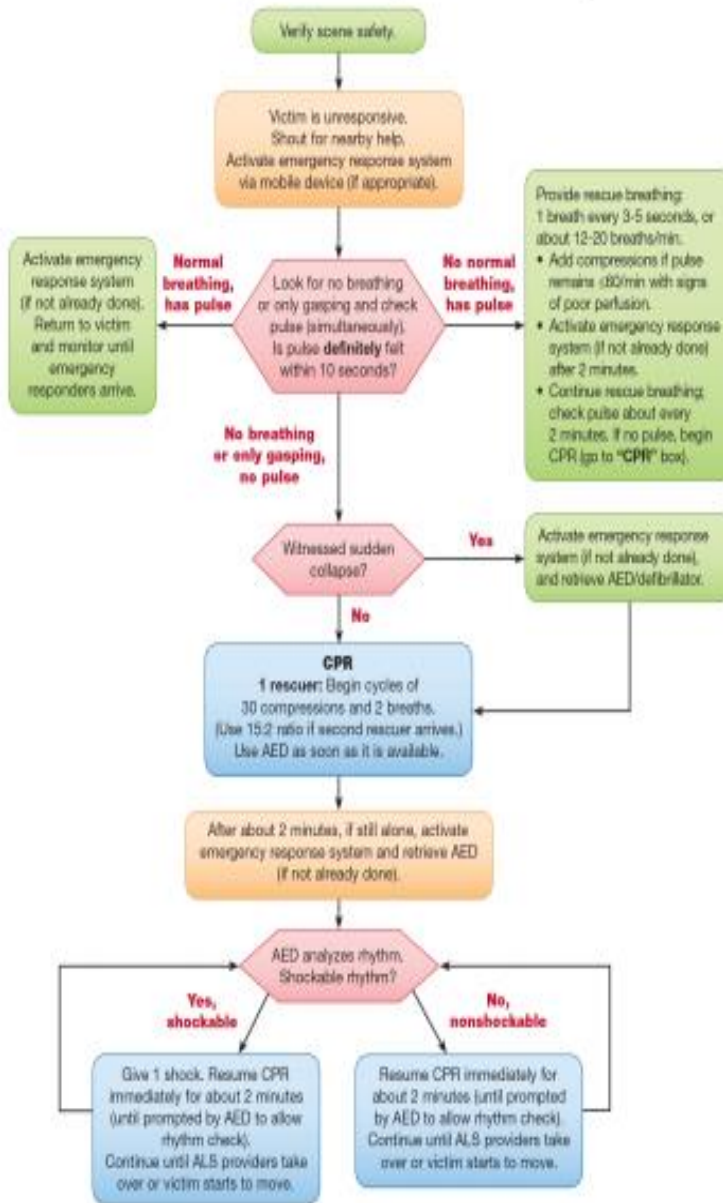 Verify scene safety.
Victim is unresponsive.
Shout for nearby help.
Activate emergency response system
via mobile device (if appropriate).
Activate emergency
response system
(if not already done).
Return to victim
and monitor until
emergency
responders arrive.
Normal
breathing,
has pulse
Look for no breathing
or only gasping and check
pulse (simultaneously).
Is pulse definitely felt
within 10 seconds?
No normal
breathing,
has pulse
Provide rescue breathing:
1 breath every 3-5 seconds, or
about 12-20 breaths/min.
• Add compressions if pulse
remains ≤60/min with signs
of poor perfusion.
• Activate emergency response
system (if not already done)
after 2 minutes.
• Continue rescue breathing;
check pulse about every
2 minutes. If no pulse, begin
CPR (go to "CPR" box).
No breathing
or only gasping,
no pulse
Witnessed sudden
collapse?
Yes
Activate emergency response
system (if not already done),
and retrieve AED/defibrillator.
No
CPR
1 rescuer: Begin cycles of
30 compressions and 2 breaths.
(Use 15:2 ratio if second rescuer arrives.)
Use AED as soon as it is available.
After about 2 minutes, if still alone, activate
emergency response system and retrieve AED
(if not already done).
AED analyzes rhythm.
Shockable rhythm?
Yes,
shockable
No,
nonshockable
Give 1 shock. Resume CPR
immediately for about 2 minutes
(until prompted by AED to allow
rhythm check).
Continue until ALS providers take
over or victim starts to move.
Resume CPR immediately for
about 2 minutes (until prompted
by AED to allow rhythm check).
Continue until ALS providers take
over or victim starts to move.